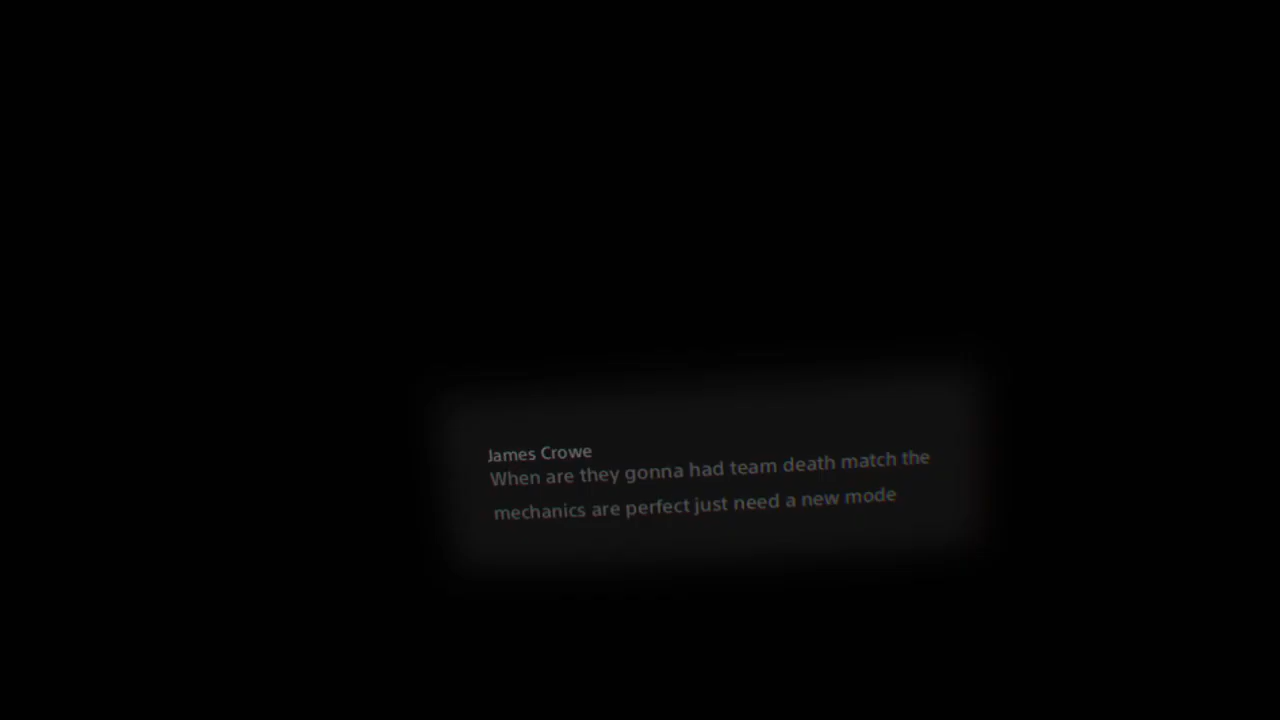 James Crowe
When are they gonna had team death match the
mechanics are perfect just need a new mode